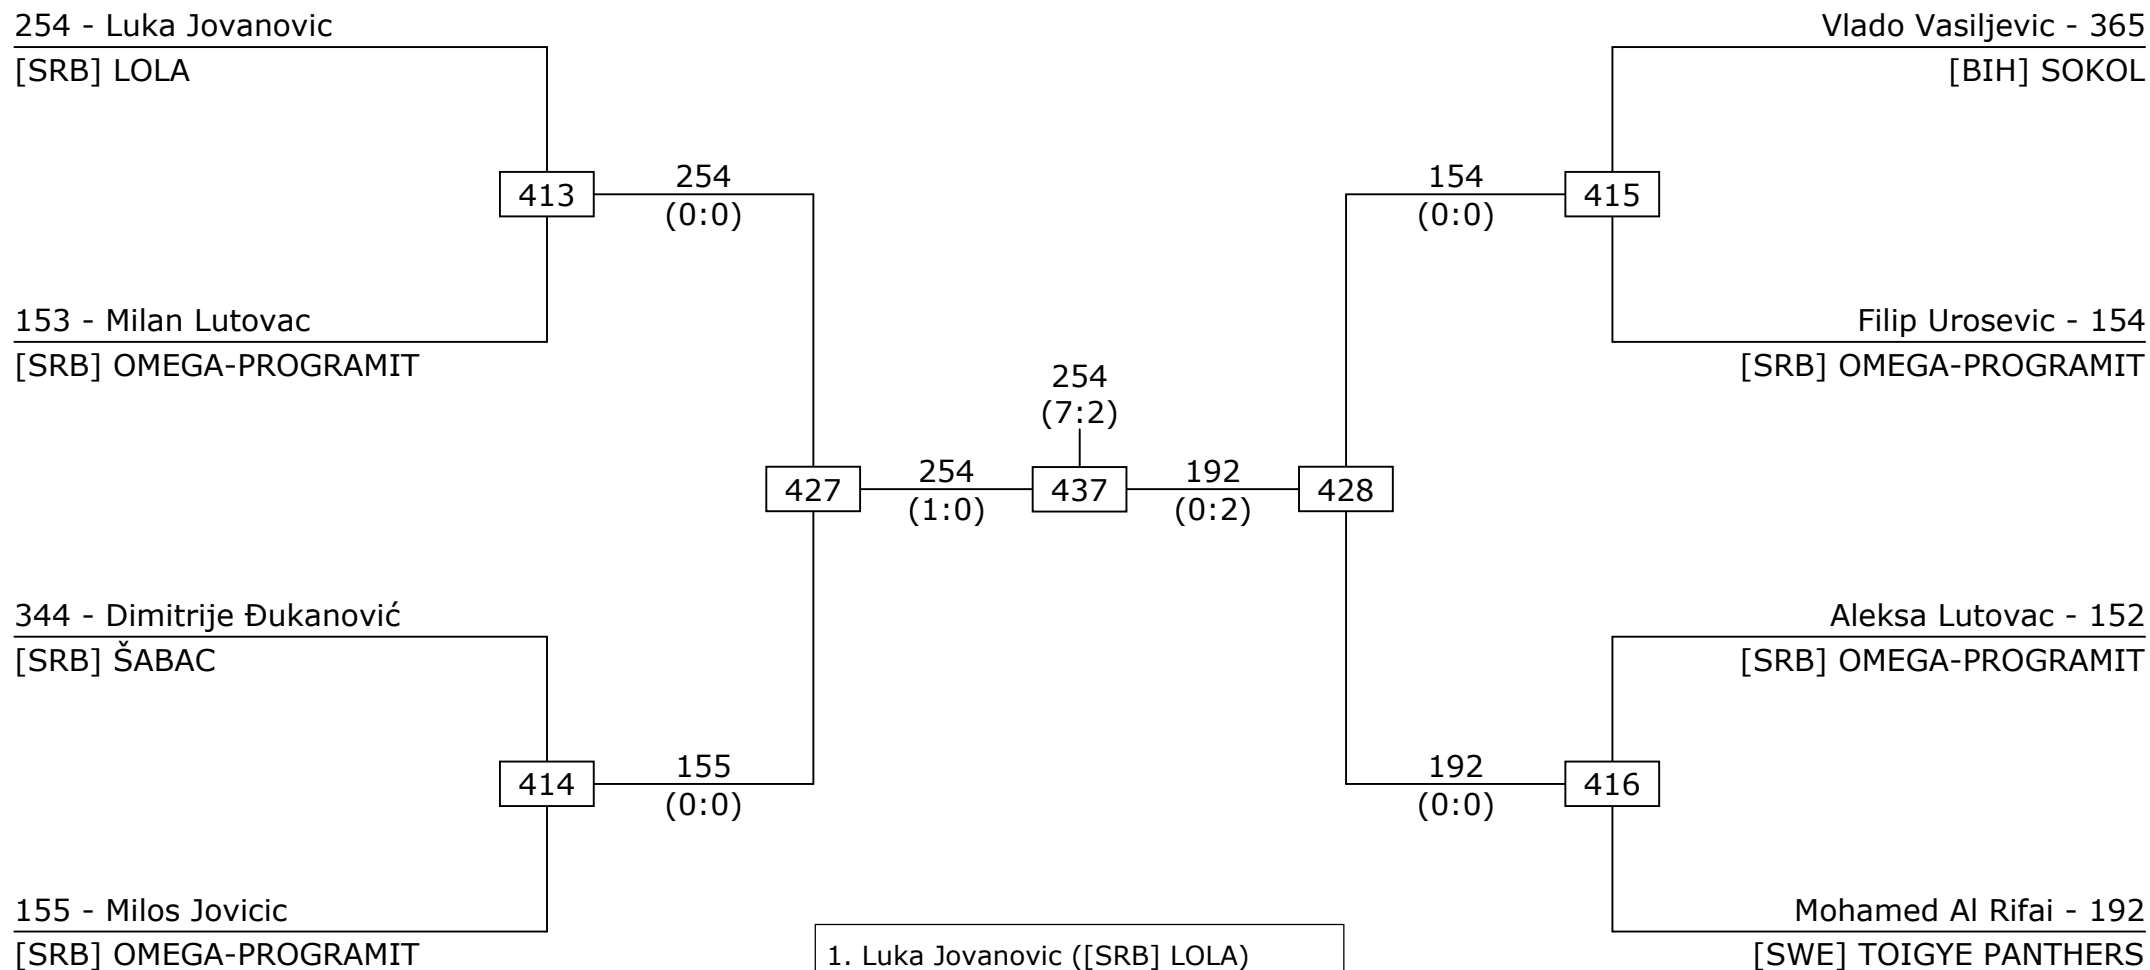 254 - Luka Jovanovic
[SRB] LOLA
413
254
(0:0)
153 - Milan Lutovac
[SRB] OMEGA-PROGRAMIT
344 - Dimitrije Đukanović
[SRB] ŠABAC
414
155
(0:0)
155 - Milos Jovicic
[SRB] OMEGA-PROGRAMIT
427
254
(1:0)
254
(7:2)
437
192
(0:2)
428
Vlado Vasiljevic - 365
[BIH] SOKOL
154
(0:0)
415
Filip Urosevic - 154
[SRB] OMEGA-PROGRAMIT
Aleksa Lutovac - 152
[SRB] OMEGA-PROGRAMIT
192
(0:0)
416
Mohamed Al Rifai - 192
[SWE] TOIGYE PANTHERS
1. Luka Jovanovic ([SRB] LOLA)